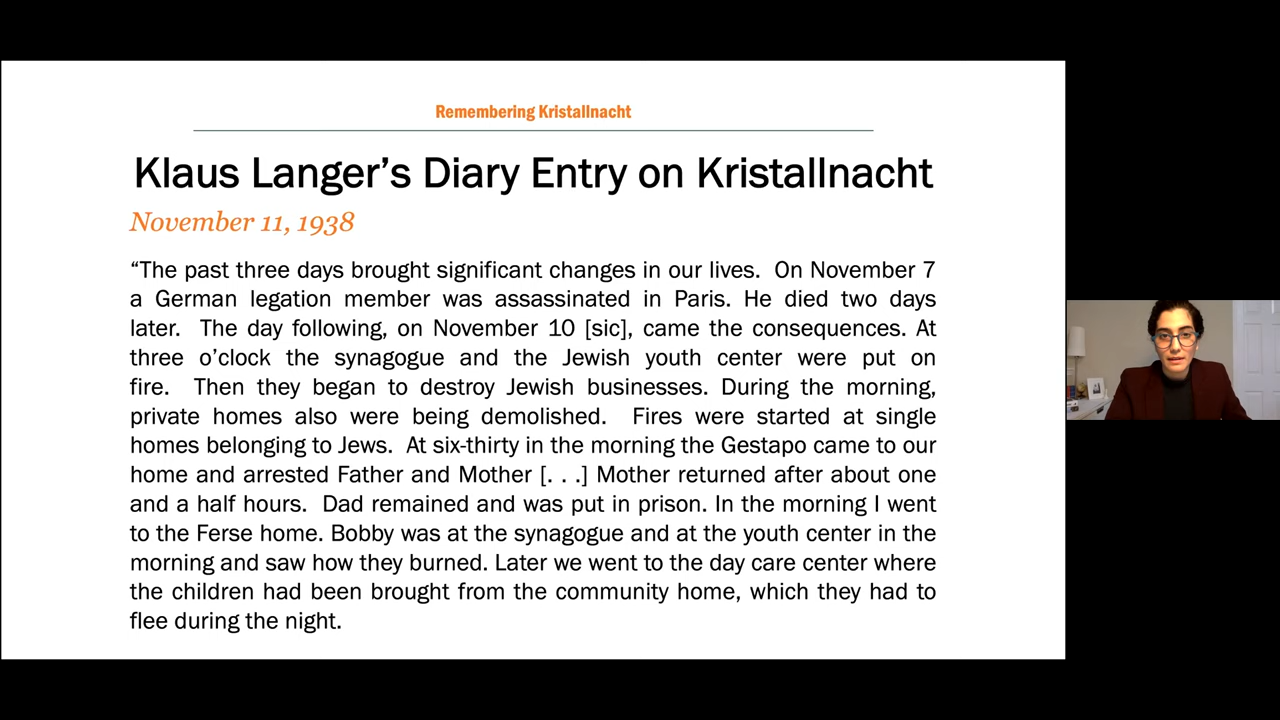 Remembering Kristallnacht
Klaus Langer’s Diary Entry on Kristallnacht
November 11, 1938
“The past three days brought significant changes in our lives.  On November 7
a German legation member was assassinated in Paris. He died two days
later.  The day following, on November 10 [sic], came the consequences. At
three o’clock the synagogue and the Jewish youth center were put on
fire.  Then they began to destroy Jewish businesses. During the morning,
private homes also were being demolished.  Fires were started at single
homes belonging to Jews.  At six-thirty in the morning the Gestapo came to our
home and arrested Father and Mother [. . .] Mother returned after about one
and a half hours.  Dad remained and was put in prison. In the morning I went
to the Ferse home. Bobby was at the synagogue and at the youth center in the
morning and saw how they burned. Later we went to the day care center where
the children had been brought from the community home, which they had to
flee during the night.